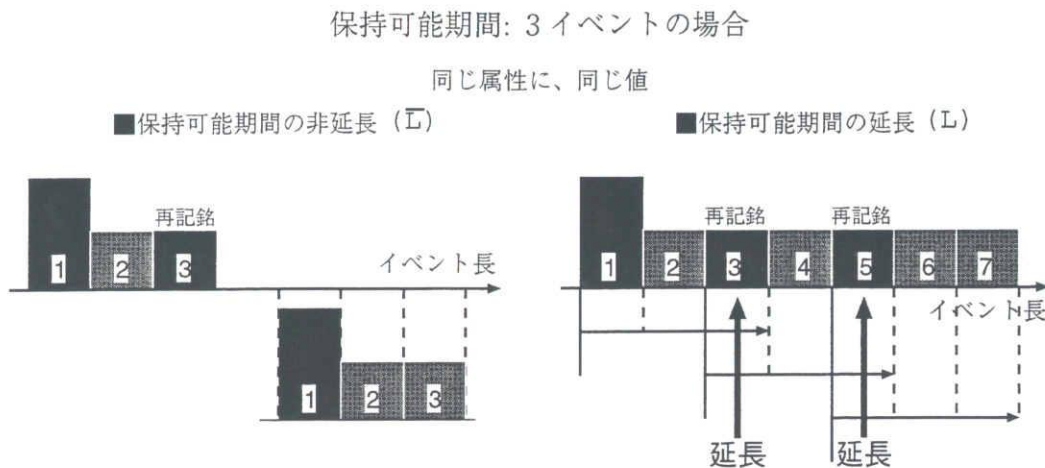 保持可能期間: 3 イベントの場合
同じ属性に、同じ値
■保持可能期間の非延長 (L̅)
■保持可能期間の延長 (L)
再記銘
1 2 3
イベント長
1 2 3
再記銘 再記銘
1 2 3 4 5 6 7
イベント長
延長 延長